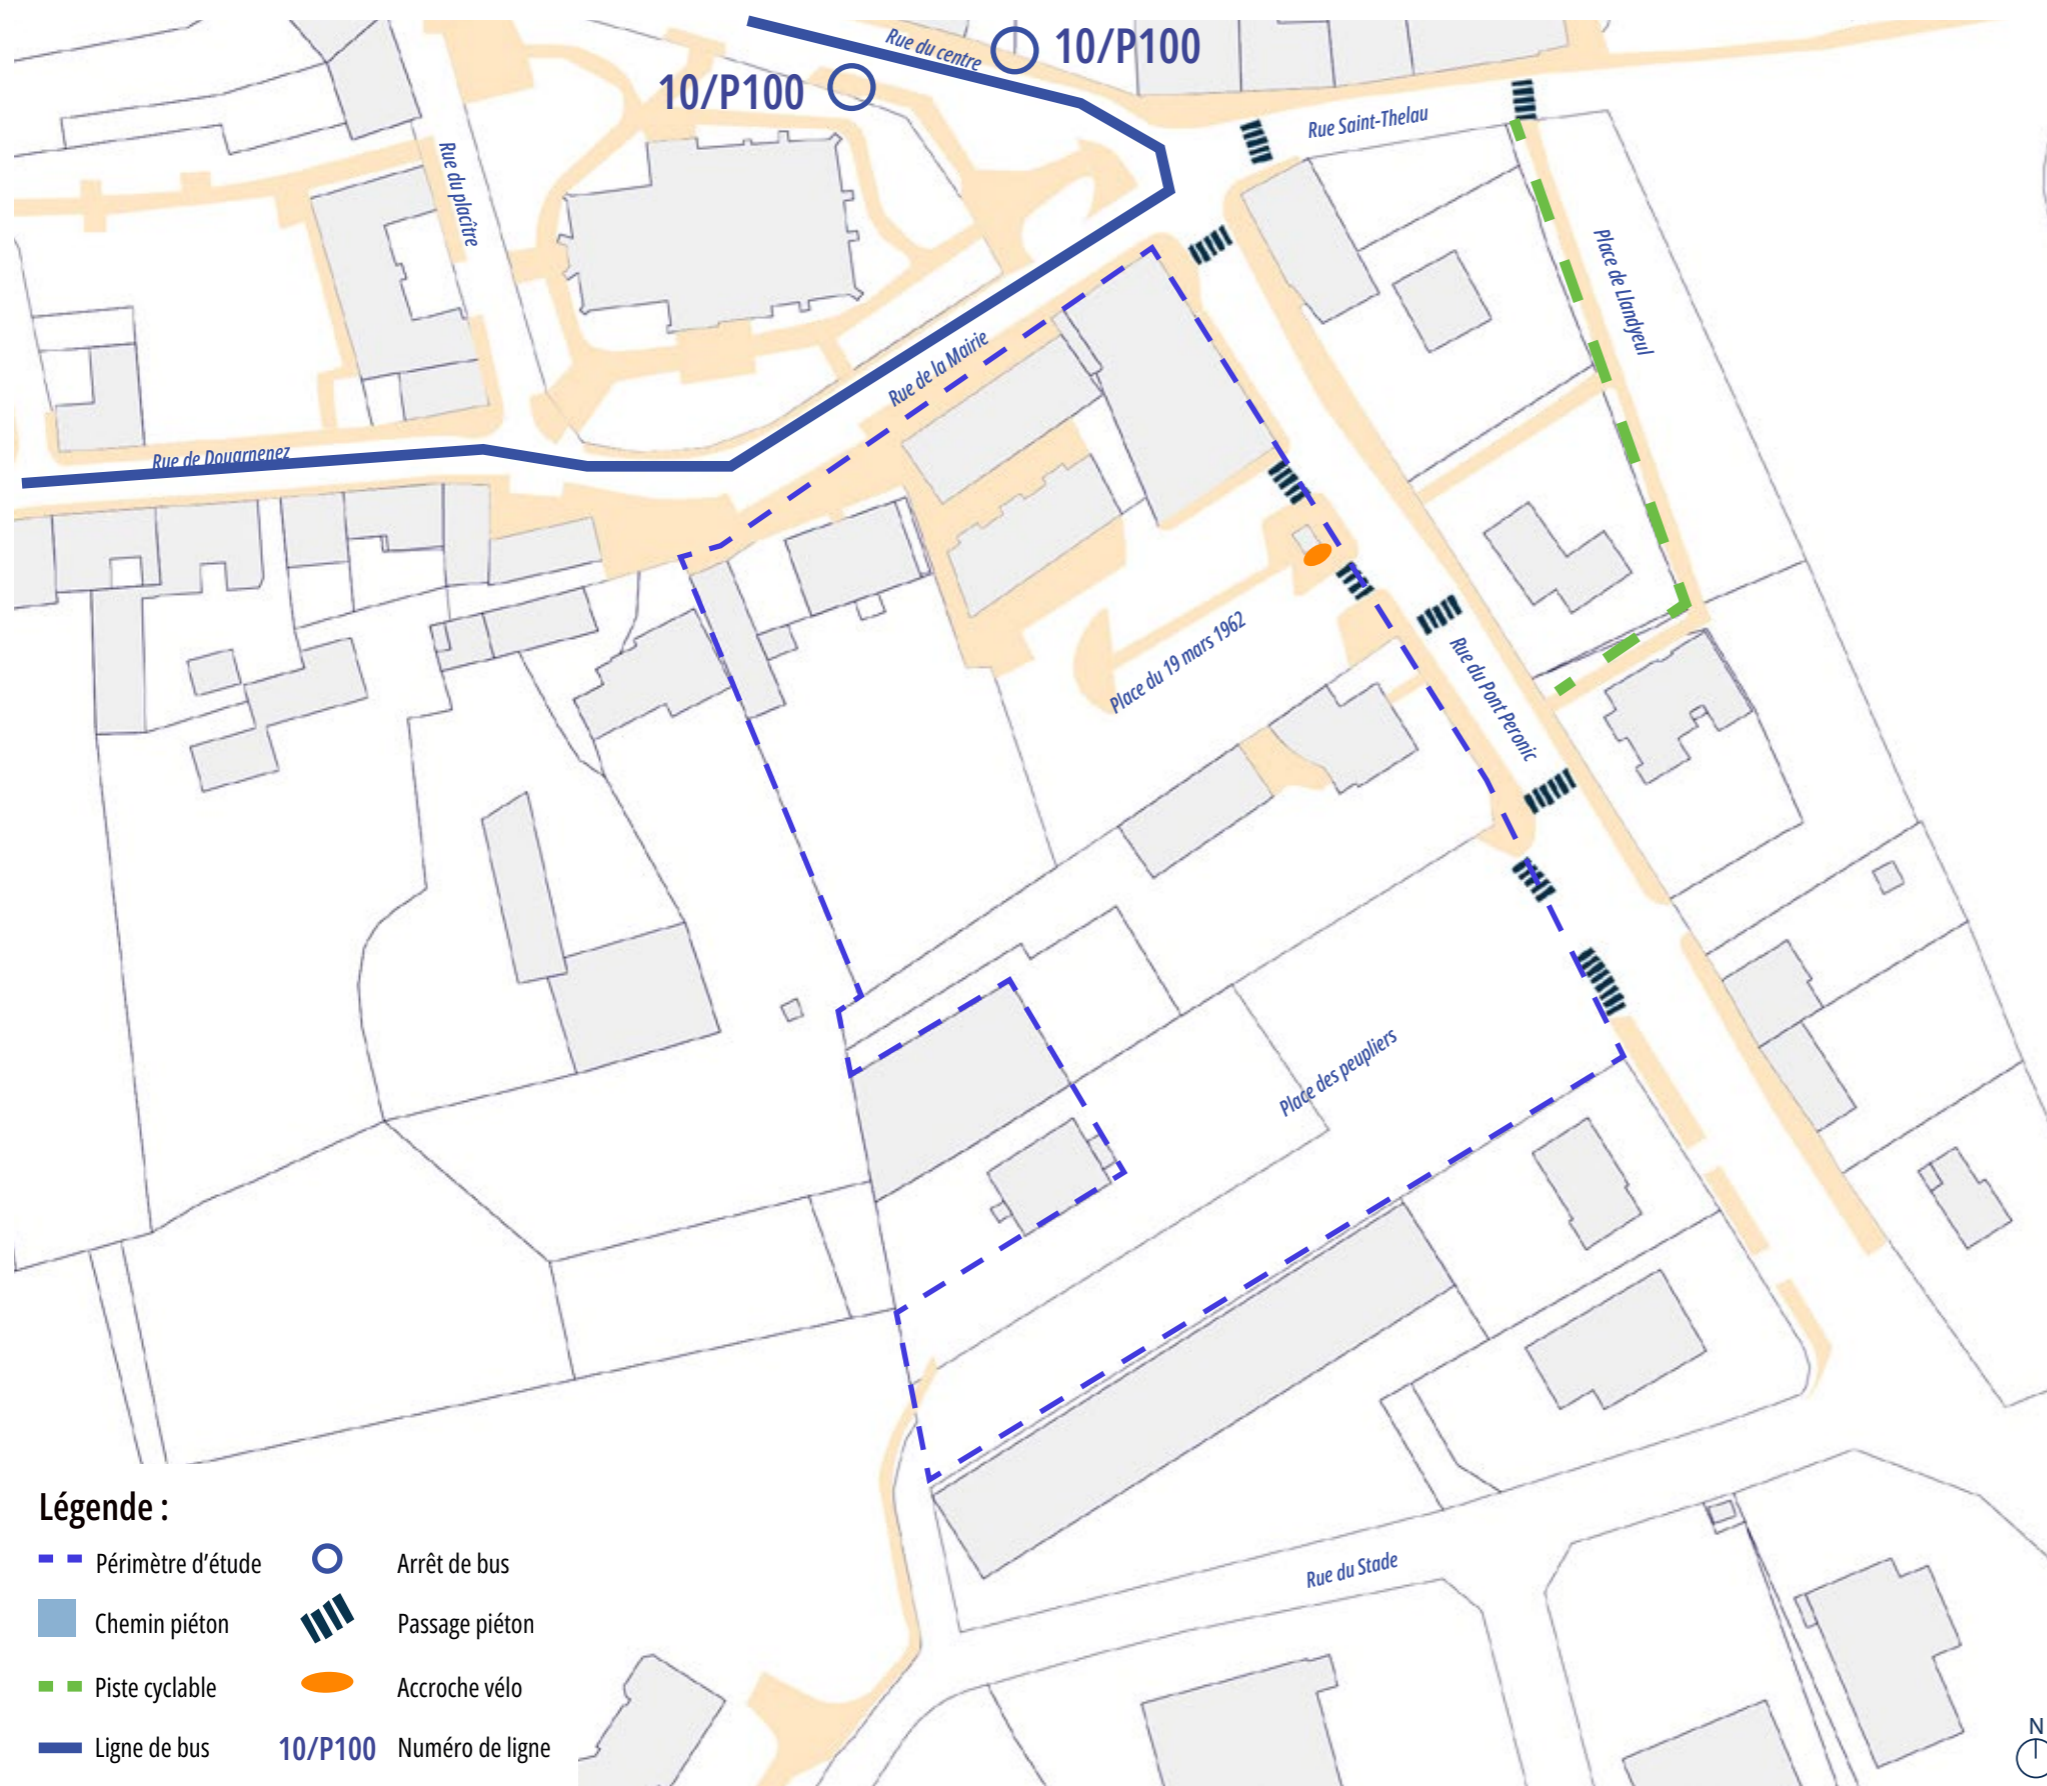 Rue du centre
10/P100
10/P100
Rue Saint-Thelau
Rue du placître
Place de Llandyeul
Rue de la Mairie
Rue de Douarnenez
Place du 19 mars 1962
Rue du Pont Peronic
Place des peupliers
Rue du Stade
Légende :
Périmètre d'étude
Arrêt de bus
Chemin piéton
Passage piéton
Piste cyclable
Accroche vélo
Ligne de bus
10/P100
Numéro de ligne
N